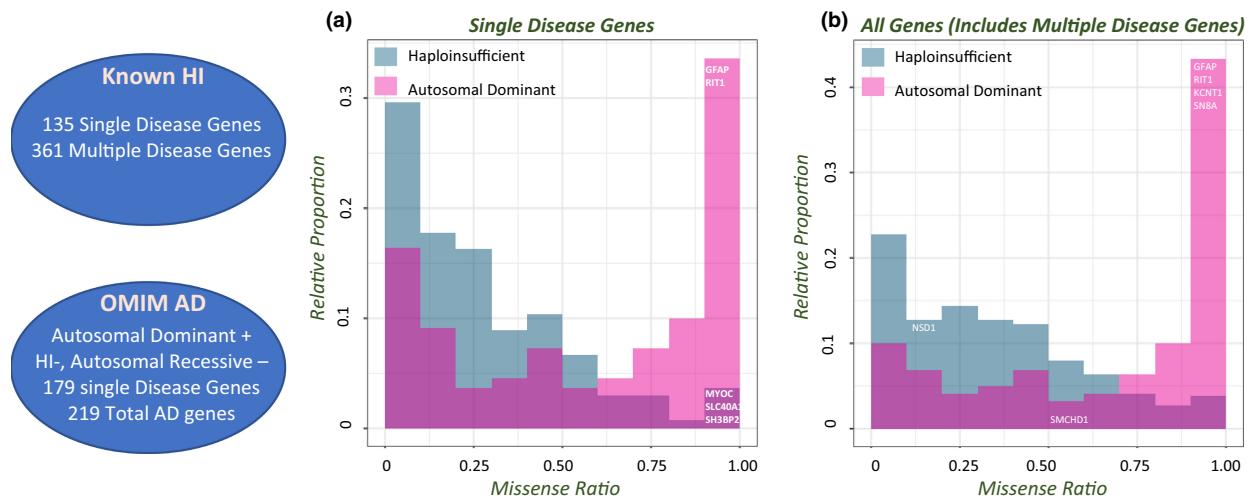 Known HI
135 Single Disease Genes
361 Multiple Disease Genes
OMIM AD
Autosomal Dominant +
HI-, Autosomal Recessive –
179 single Disease Genes
219 Total AD genes
(a)
Single Disease Genes
Haploinsufficient
Autosomal Dominant
GFAP
RIT1
MYOC
SLC40A1
SH3BP2
Relative Proportion
0.3
0.2
0.1
0
0
0.25
0.50
0.75
1.00
Missense Ratio
(b)
All Genes (Includes Multiple Disease Genes)
Haploinsufficient
Autosomal Dominant
GFAP
RIT1
KCNT1
SN8A
NSD1
SMCHD1
Relative Proportion
0.4
0.3
0.2
0.1
0
0
0.25
0.50
0.75
1.00
Missense Ratio